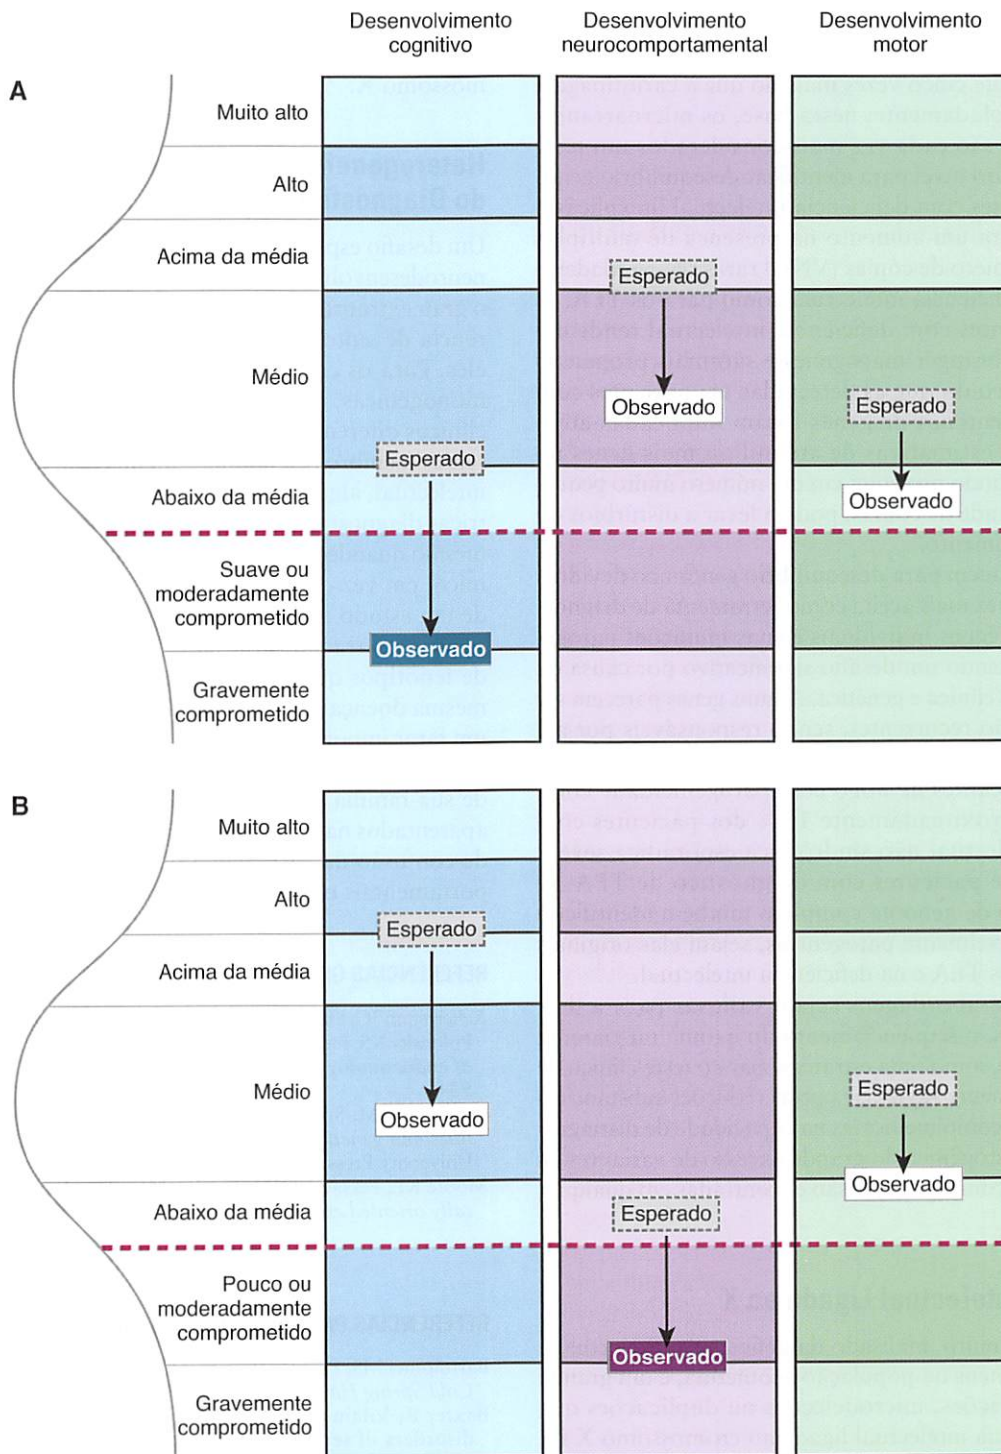 Desenvolvimento
cognitivo
Desenvolvimento
neurocomportamental
Desenvolvimento
motor
A
Muito alto
Alto
Acima da média
Esperado
Médio
Observado
Esperado
Esperado
Abaixo da média
Observado
Suave ou
moderadamente
comprometido
Observado
Gravemente
comprometido
B
Muito alto
Alto
Esperado
Acima da média
Médio
Esperado
Observado
Observado
Abaixo da média
Esperado
Pouco ou
moderadamente
comprometido
Observado
Gravemente
comprometido